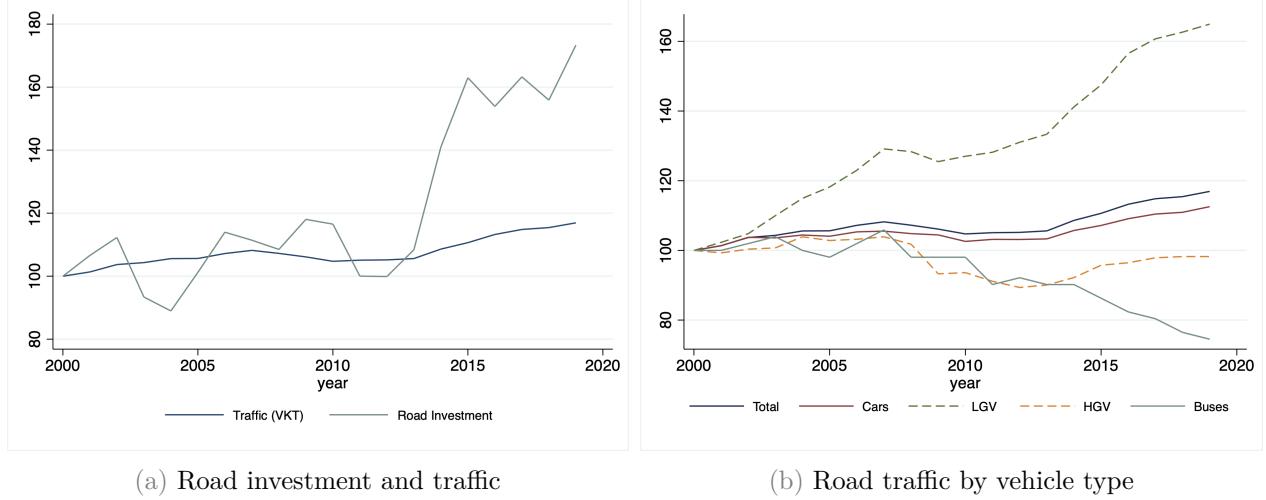 180
160
140
120
100
80
2000 2005 2010 2015 2020
year
Traffic (VKT) Road Investment
(a) Road investment and traffic
160
140
120
100
80
2000 2005 2010 2015 2020
year
Total Cars LGV HGV Buses
(b) Road traffic by vehicle type